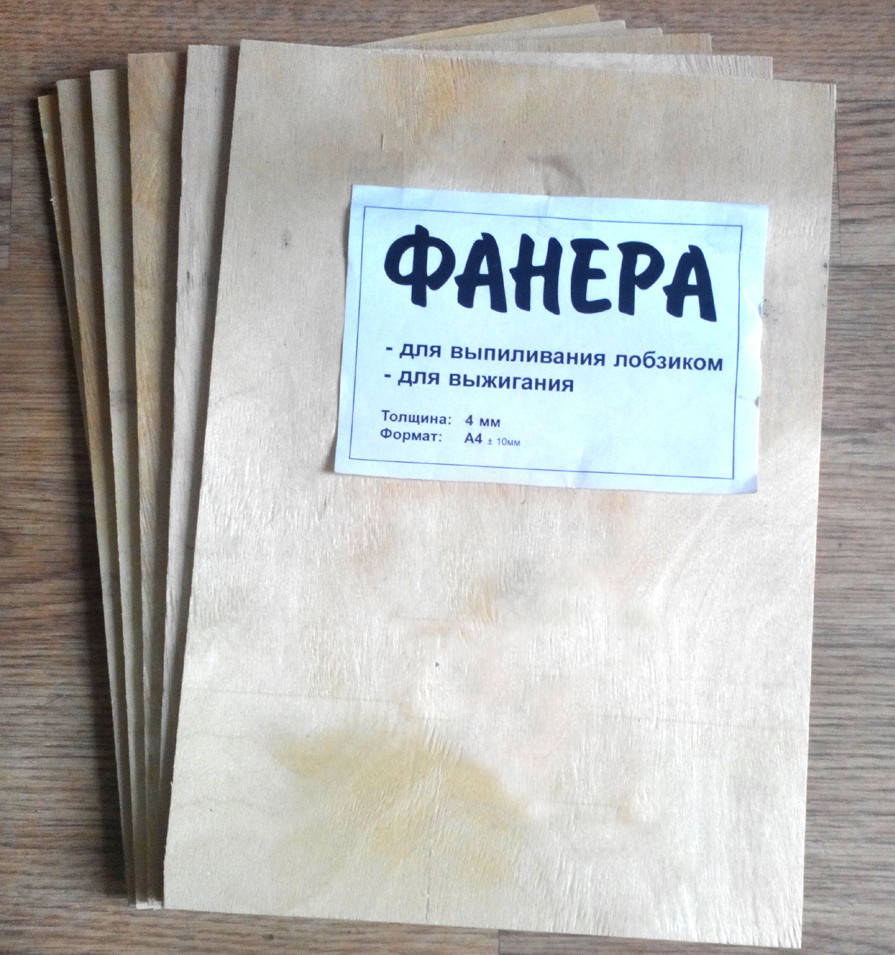 ФАНЕРА
- для выпиливания лобзиком
- для выжигания
Толщина: 4 мм
Формат: А4 ± 10мм